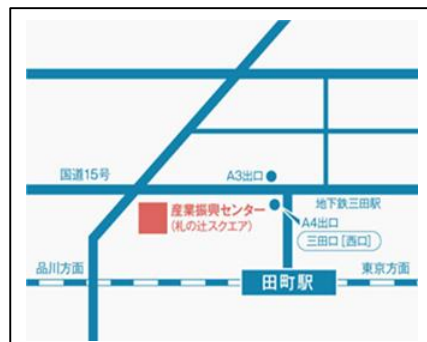 国道15号
A3出口
地下鉄三田駅
産業振興センター
(札の辻スクエア)
A4出口
三田口［西口］
品川方面
田町駅
東京方面